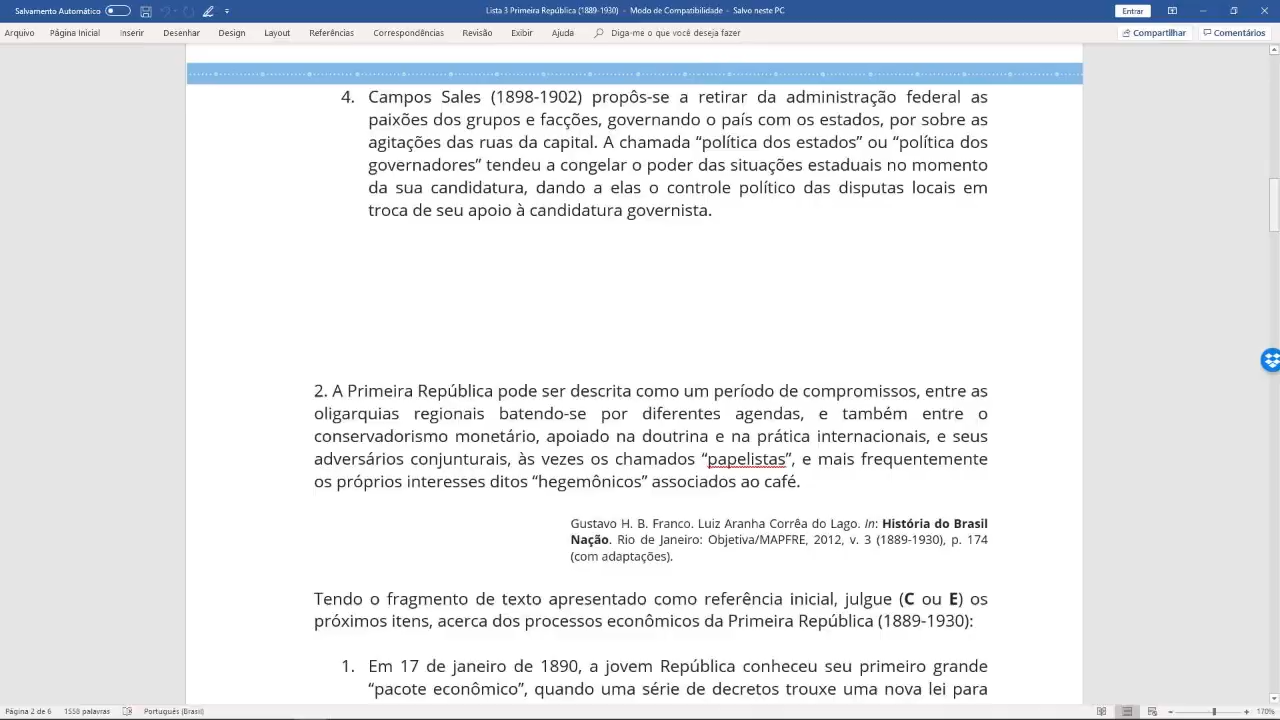 Salvamento Automático
Lista 3 Primeira República (1889-1930) - Modo de Compatibilidade - Salvo neste PC
Entrar
Arquivo Página Inicial Inserir Desenhar Design Layout Referências Correspondências Revisão Exibir Ajuda Diga-me o que você deseja fazer Compartilhar Comentários
4. Campos Sales (1898-1902) propôs-se a retirar da administração federal as
paixões dos grupos e facções, governando o país com os estados, por sobre as
agitações das ruas da capital. A chamada “política dos estados” ou “política dos
governadores” tendeu a congelar o poder das situações estaduais no momento
da sua candidatura, dando a elas o controle político das disputas locais em
troca de seu apoio à candidatura governista.
2. A Primeira República pode ser descrita como um período de compromissos, entre as
oligarquias regionais batendo-se por diferentes agendas, e também entre o
conservadorismo monetário, apoiado na doutrina e na prática internacionais, e seus
adversários conjunturais, às vezes os chamados “papelistas”, e mais frequentemente
os próprios interesses ditos “hegemônicos” associados ao café.
Gustavo H. B. Franco. Luiz Aranha Corrêa do Lago. In: História do Brasil
Nação. Rio de Janeiro: Objetiva/MAPFRE, 2012, v. 3 (1889-1930), p. 174
(com adaptações).
Tendo o fragmento de texto apresentado como referência inicial, julgue (C ou E) os
próximos itens, acerca dos processos econômicos da Primeira República (1889-1930):
1. Em 17 de janeiro de 1890, a jovem República conheceu seu primeiro grande
“pacote econômico”, quando uma série de decretos trouxe uma nova lei para
Página 2 de 6 1558 palavras Português (Brasil) 170%